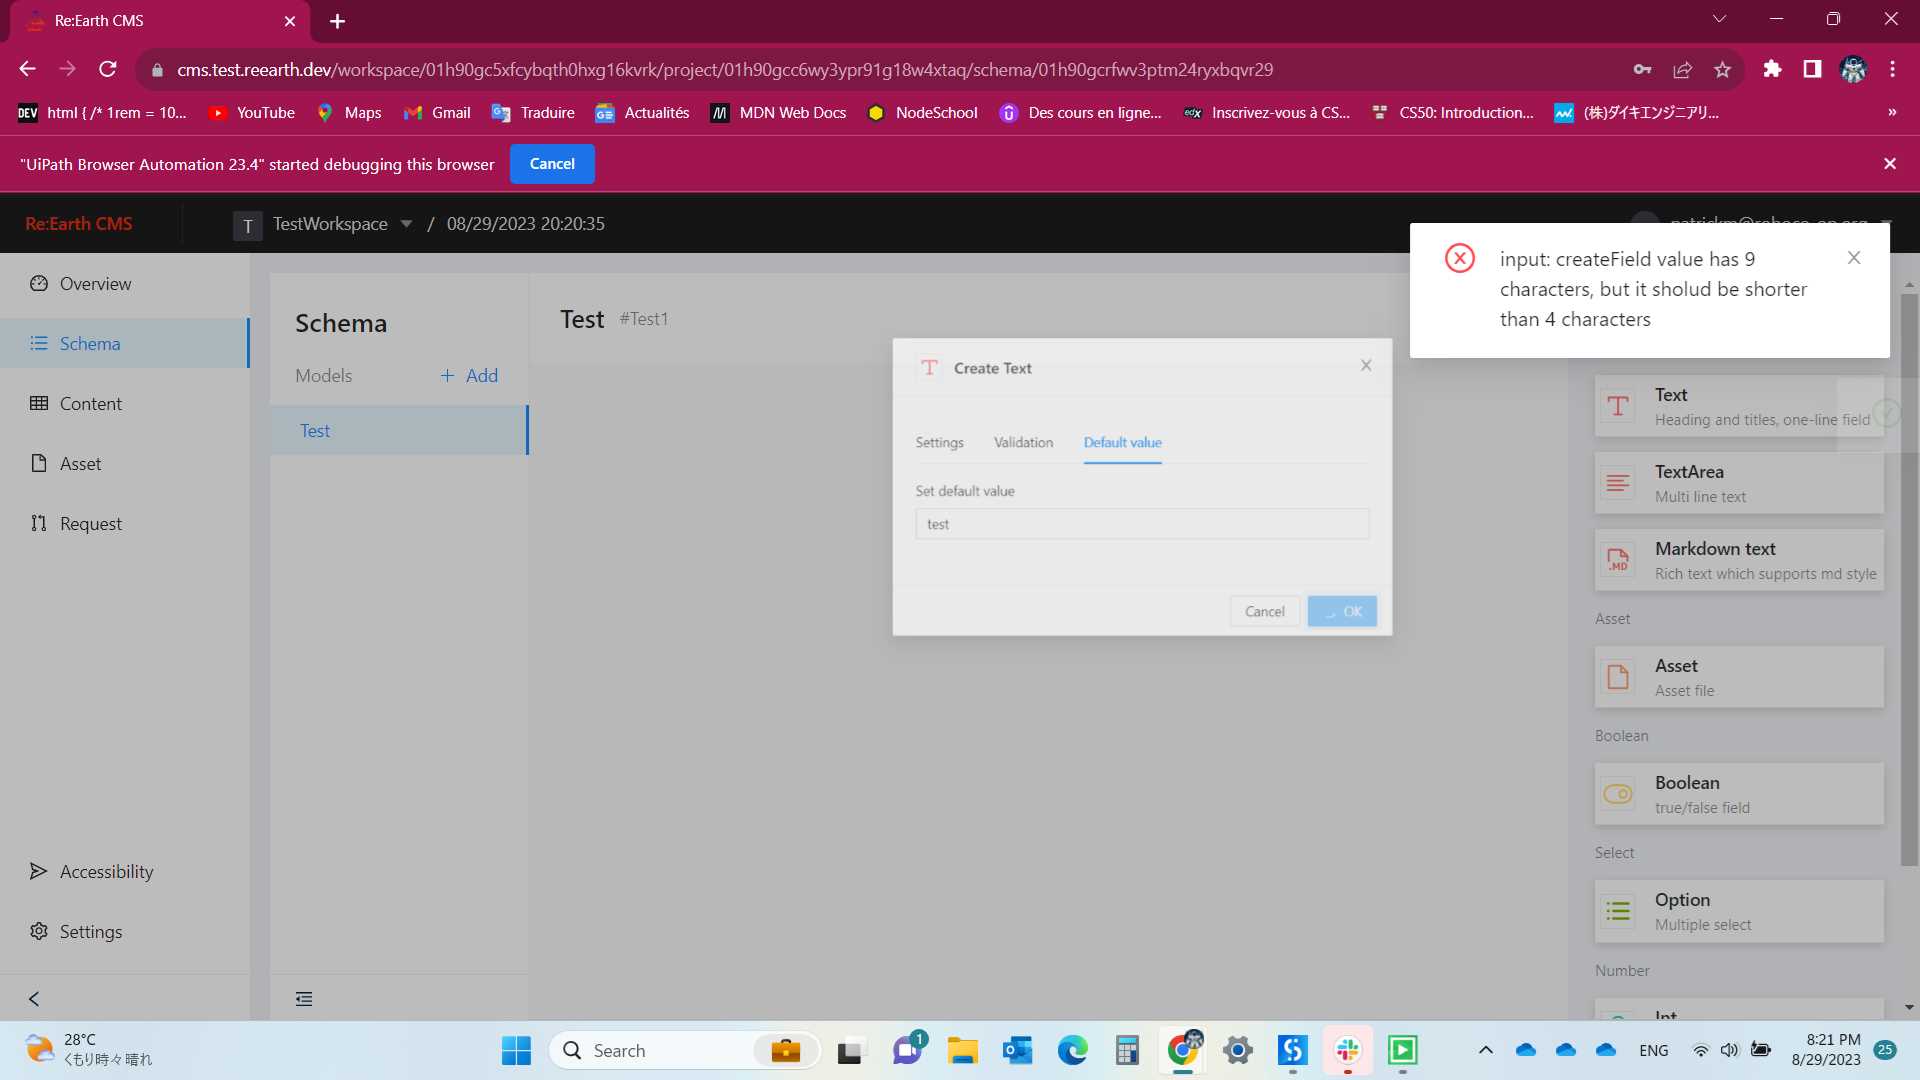 Re:Earth CMS
cms.test.reearth.dev/workspace/01h90gc5xfcybqth0hxg16kvrk/project/01h90gcc6wy3ypr91g18w4xtaq/schema/01h90gcrfwv3ptm24ryxbqvr29
DEV html { /* 1rem = 10... YouTube Maps Gmail Traduire Actualités MDN Web Docs NodeSchool Des cours en ligne... edX Inscrivez-vous à CS... CS50: Introduction... (株)ダイキエンジニアリ... »
"UiPath Browser Automation 23.4" started debugging this browser Cancel
Re:Earth CMS T TestWorkspace / 08/29/2023 20:20:35 patrickm@
input: createField value has 9
characters, but it sholud be shorter
than 4 characters
Overview
Schema
Content
Asset
Request
Accessibility
Settings
Schema
Models + Add
Test
Test #Test1
T Create Text
Settings Validation Default value
Set default value
test
Cancel OK
Text
Heading and titles, one-line field
TextArea
Multi line text
.MD
Markdown text
Rich text which supports md style
Asset
Asset
Asset file
Boolean
Boolean
true/false field
Select
Option
Multiple select
Number
Int
28°C
くもり時々晴れ
Search
1
ENG
8:21 PM
8/29/2023
25